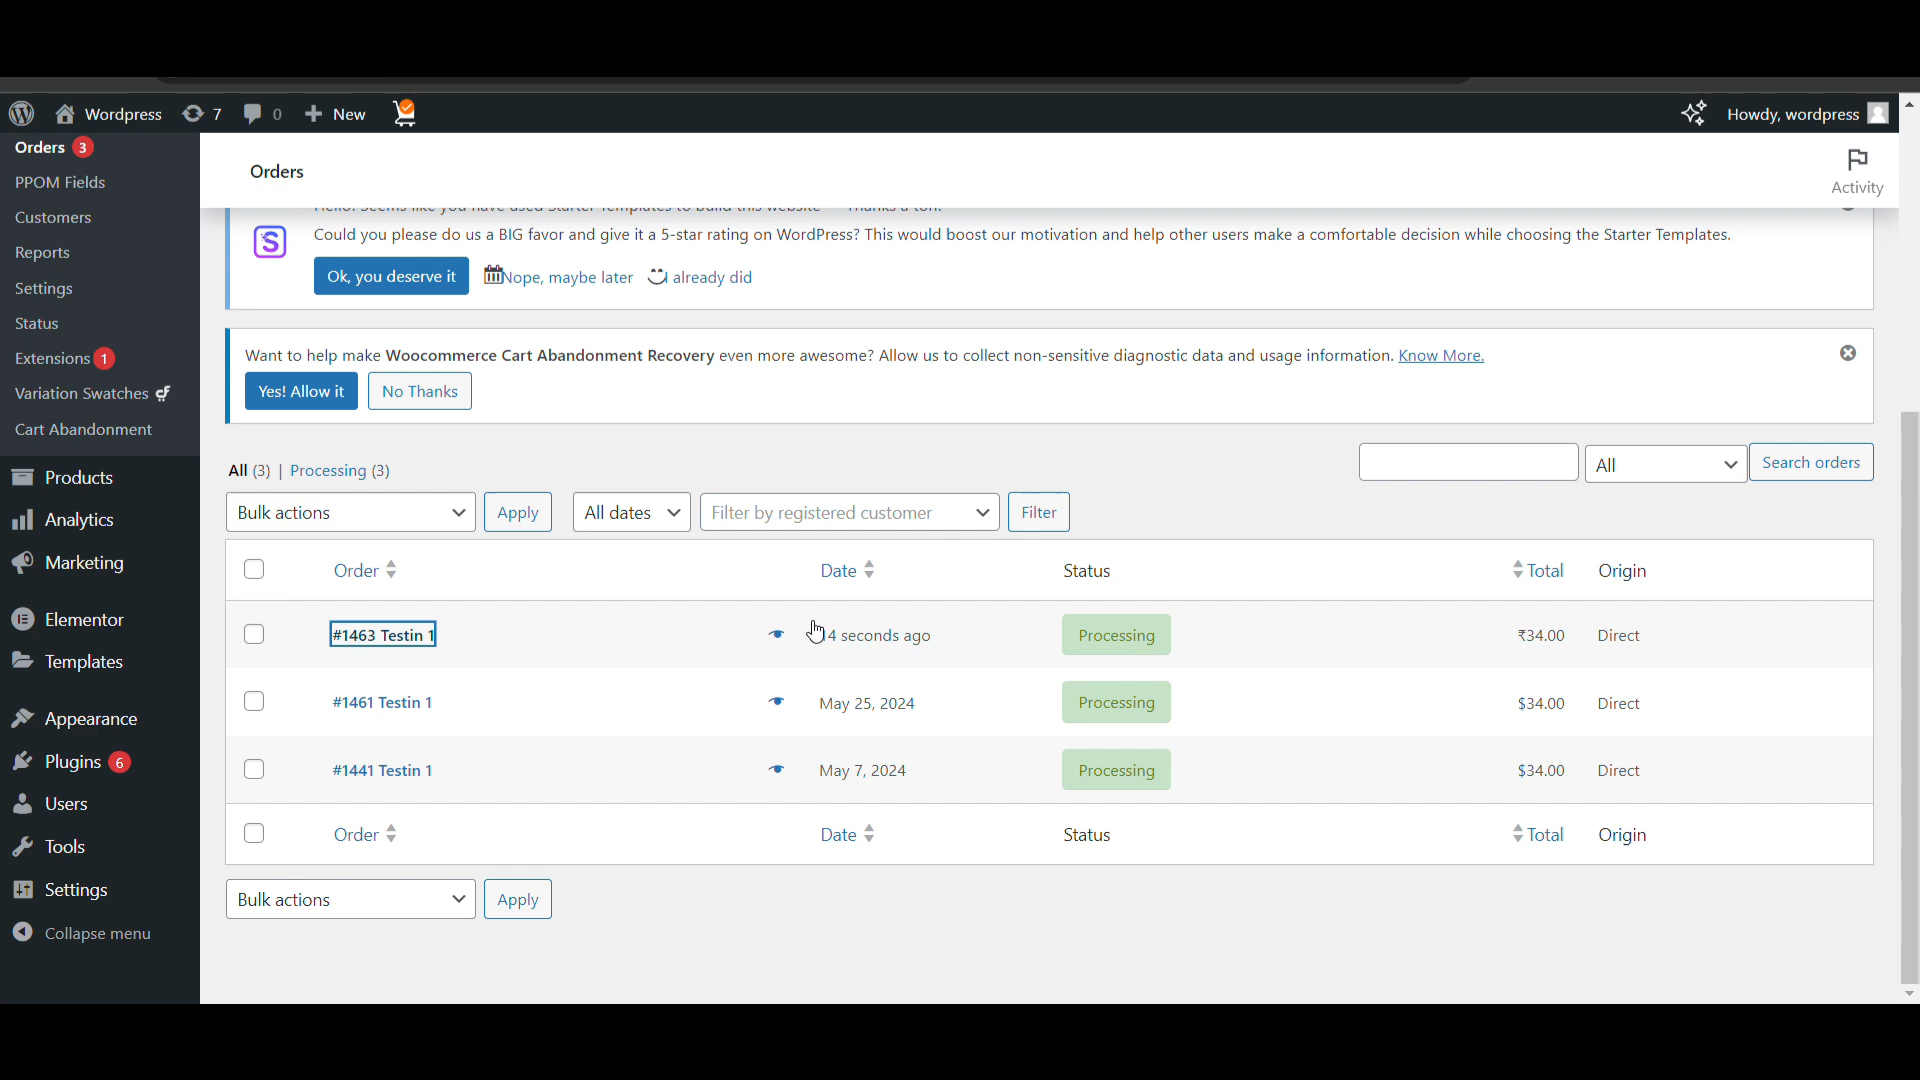 Wordpress 7 0 New Howdy, wordpress
Orders 3
PPOM Fields
Customers
Reports
Settings
Status
Extensions 1
Variation Swatches
Cart Abandonment
Products
Analytics
Marketing
Elementor
Templates
Appearance
Plugins 6
Users
Tools
Settings
Collapse menu
Orders
Activity
Could you please do us a BIG favor and give it a 5-star rating on WordPress? This would boost our motivation and help other users make a comfortable decision while choosing the Starter Templates.
Ok, you deserve it Nope, maybe later I already did
Want to help make Woocommerce Cart Abandonment Recovery even more awesome? Allow us to collect non-sensitive diagnostic data and usage information. Know More.
Yes! Allow it No Thanks
All (3) | Processing (3)
All Search orders
Bulk actions Apply All dates Filter by registered customer Filter
Order Date Status Total Origin
#1463 Testin 1 4 seconds ago Processing ₹34.00 Direct
#1461 Testin 1 May 25, 2024 Processing $34.00 Direct
#1441 Testin 1 May 7, 2024 Processing $34.00 Direct
Order Date Status Total Origin
Bulk actions Apply